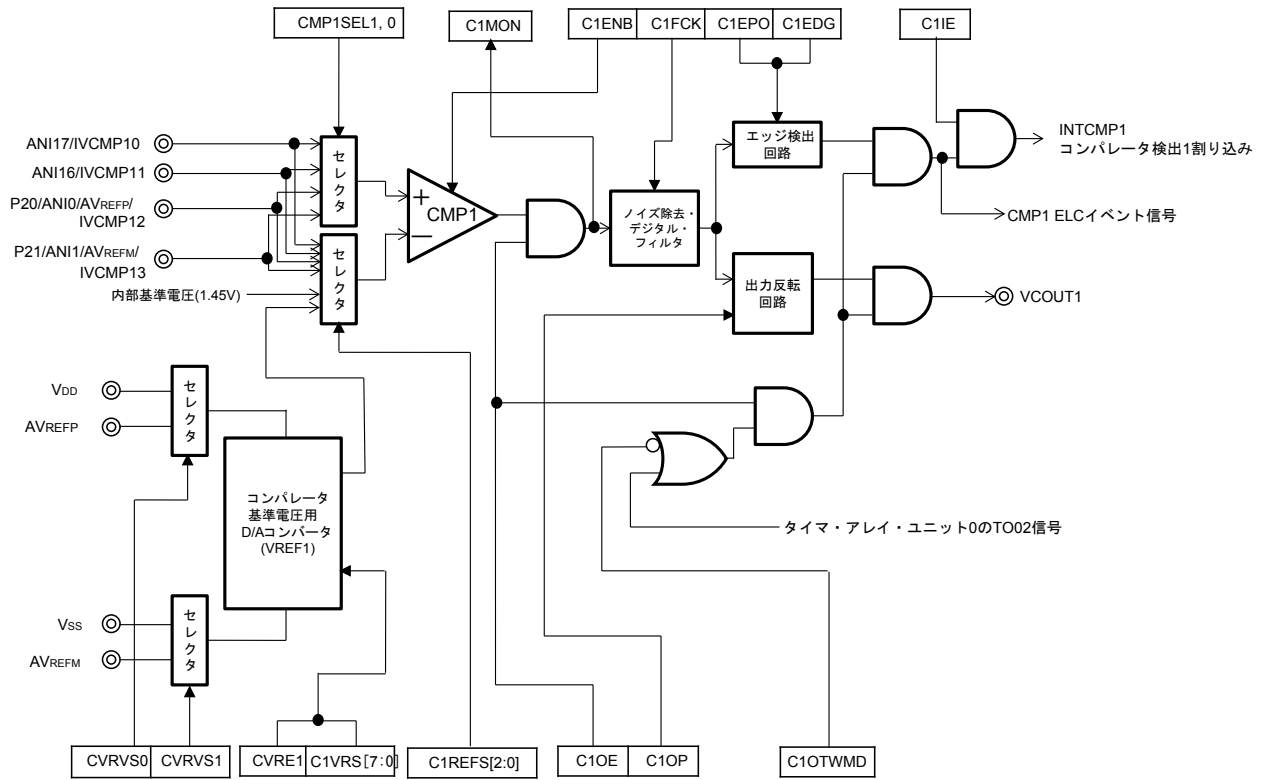 CMP1SEL1, 0
C1MON
C1ENB
C1FCK
C1EPO
C1EDG
C1IE
ANI17/IVCMP10
ANI16/IVCMP11
P20/ANI0/AVREFP/
IVCMP12
P21/ANI1/AVREFM/
IVCMP13
内部基準電圧(1.45V)
セレクタ
セレクタ
+
CMP1
−
ノイズ除去・
デジタル・
フィルタ
エッジ検出
回路
出力反転
回路
INTCMP1
コンパレータ検出1割り込み
CMP1 ELCイベント信号
VCOUT1
VDD
AVREFP
セレクタ
コンパレータ
基準電圧用
D/Aコンバータ
(VREF1)
タイマ・アレイ・ユニット0のTO02信号
VSS
AVREFM
セレクタ
CVRVS0
CVRVS1
CVRE1
C1VRS[7:0]
C1REFS[2:0]
C1OE
C1OP
C1OTWMD